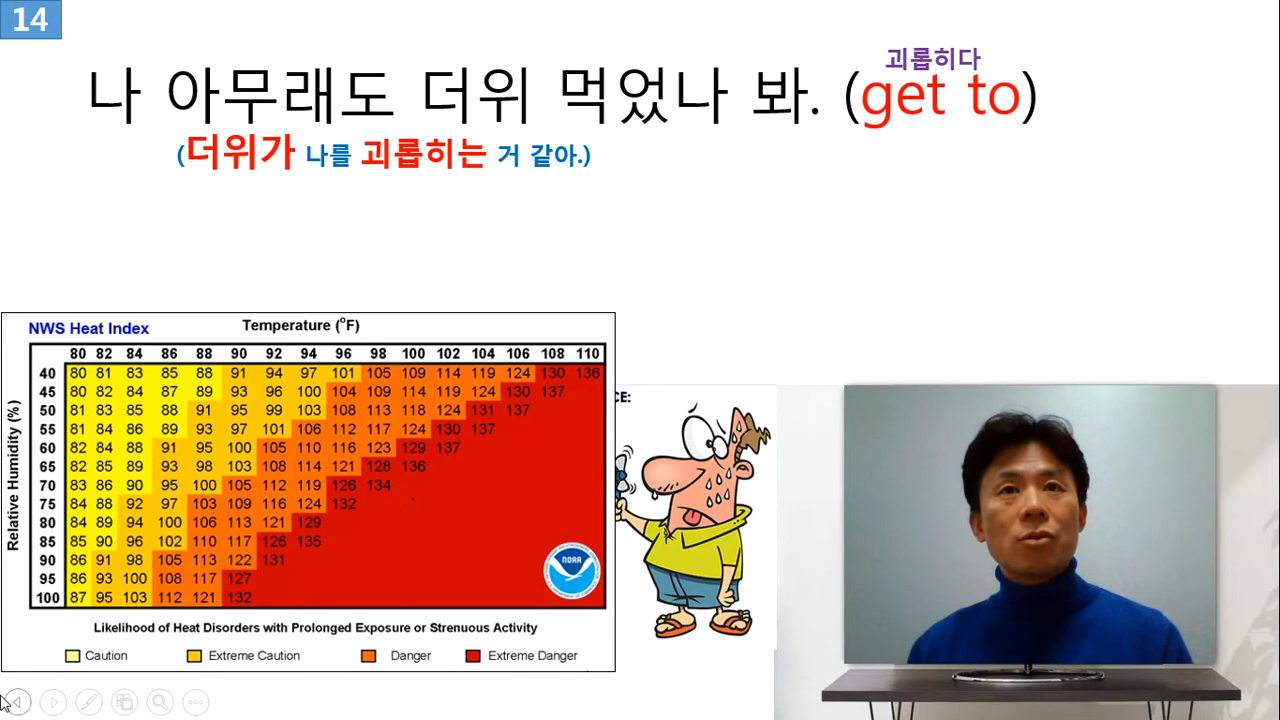 14
괴롭히다
나 아무래도 더위 먹었나 봐. (get to)
(더위가 나를 괴롭히는 거 같아.)
NWS Heat Index Temperature (°F)
80 82 84 86 88 90 92 94 96 98 100 102 104 106 108 110
40 80 81 83 85 88 91 94 97 101 105 109 114 119 124 130 136
45 80 82 84 87 89 93 96 100 104 109 114 119 124 130 137
50 81 83 85 88 91 95 99 103 108 113 118 124 131 137
55 81 84 86 89 93 97 101 106 112 117 124 130 137
60 82 84 88 91 95 100 105 110 116 123 129 137
65 82 85 89 93 98 103 108 114 121 128 136
70 83 86 90 95 100 105 112 119 126 134
75 84 88 92 97 103 109 116 124 132
80 84 89 94 100 106 113 121 129
85 85 90 96 102 110 117 126 135
90 86 91 98 105 113 122 131
95 86 93 100 108 117 127
100 87 95 103 112 121 132
Relative Humidity (%)
NOAA
Likelihood of Heat Disorders with Prolonged Exposure or Strenuous Activity
Caution Extreme Caution Danger Extreme Danger
CE: